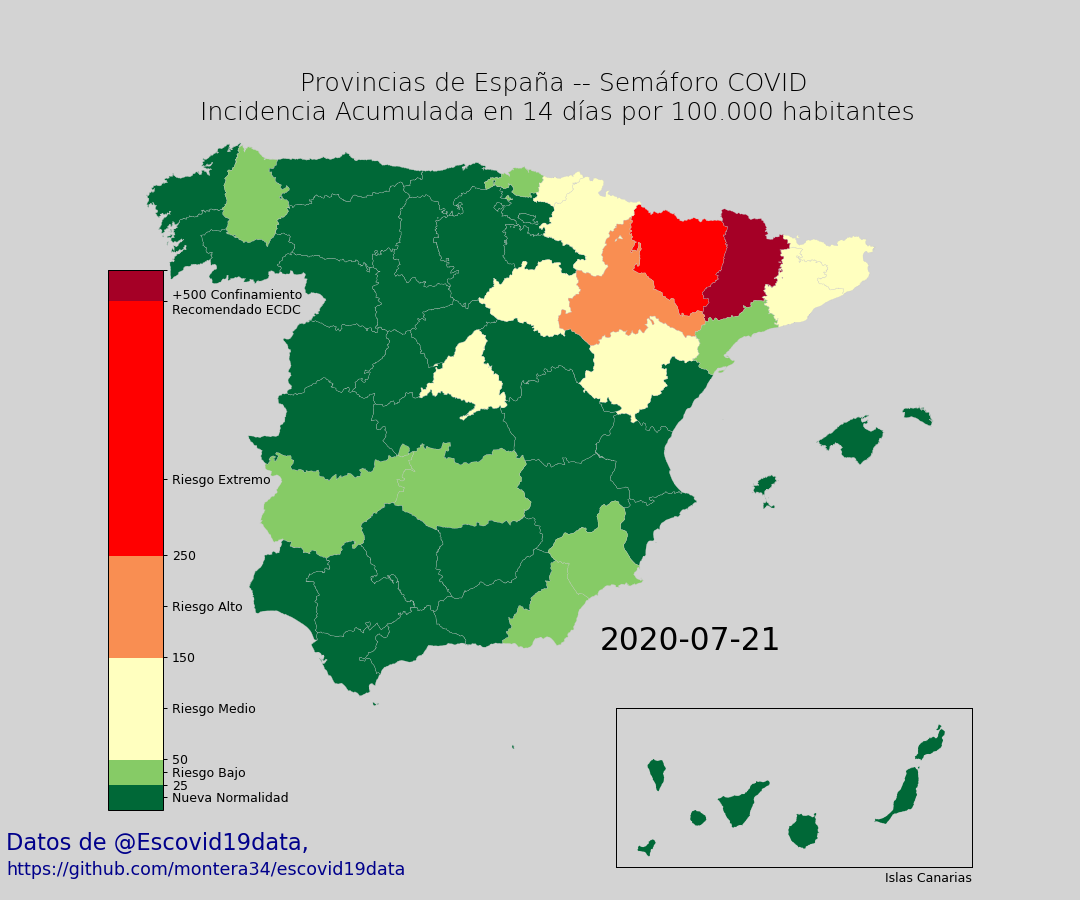 Provincias de España -- Semáforo COVID
Incidencia Acumulada en 14 días por 100.000 habitantes
+500 Confinamiento
Recomendado ECDC
Riesgo Extremo
250
Riesgo Alto
150
Riesgo Medio
50
Riesgo Bajo
25
Nueva Normalidad
2020-07-21
Islas Canarias
Datos de @Escovid19data,
https://github.com/montera34/escovid19data